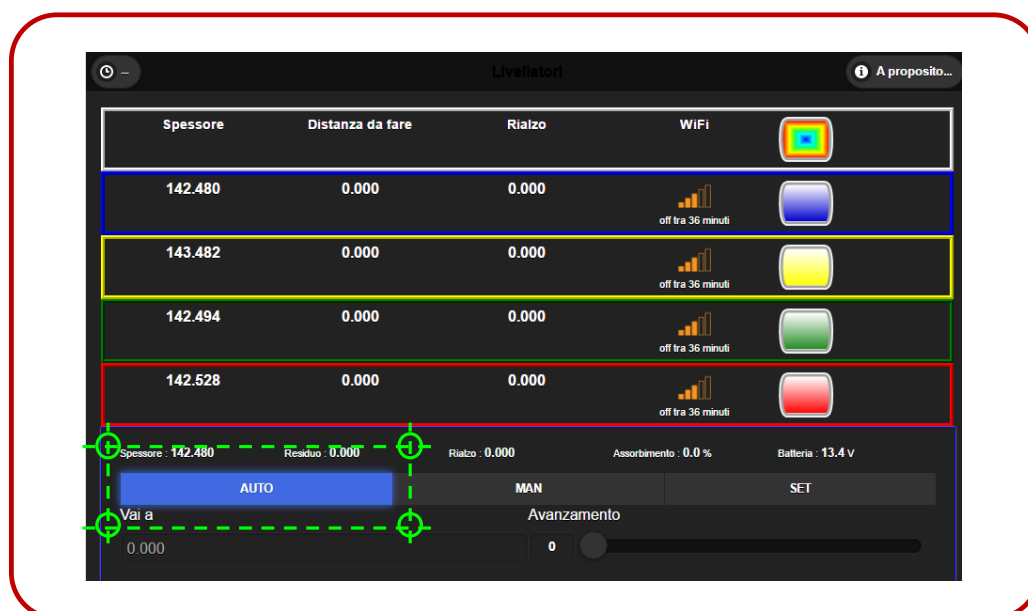 – Livellatori A proposito...
Spessore Distanza da fare Rialzo WiFi
142.480 0.000 0.000
off tra 36 minuti
143.482 0.000 0.000
off tra 36 minuti
142.494 0.000 0.000
off tra 36 minuti
142.528 0.000 0.000
off tra 36 minuti
Spessore : 142.480 Residuo : 0.000 Rialzo : 0.000 Assorbimento : 0.0 % Batteria : 13.4 V
AUTO MAN SET
Vai a Avanzamento
0.000 0